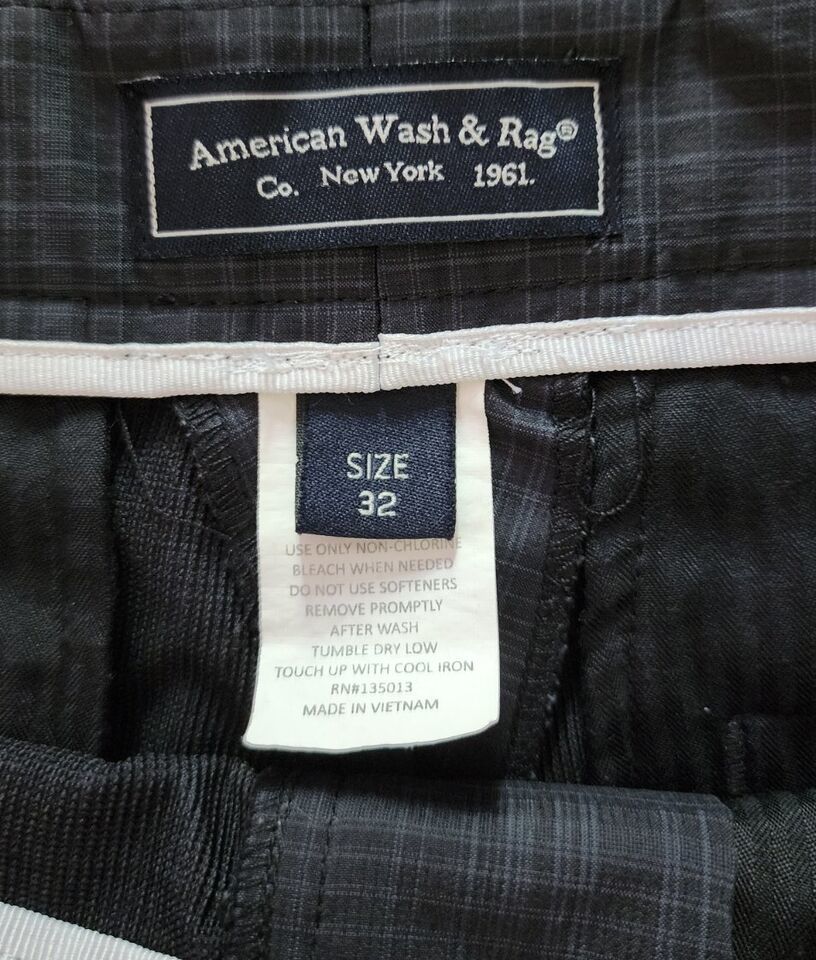 American Wash & Rag®
Co. New York 1961.
SIZE
32
USE ONLY NON-CHLORINE
BLEACH WHEN NEEDED
DO NOT USE SOFTENERS
REMOVE PROMPTLY
AFTER WASH
TUMBLE DRY LOW
TOUCH UP WITH COOL IRON
RN#135013
MADE IN VIETNAM